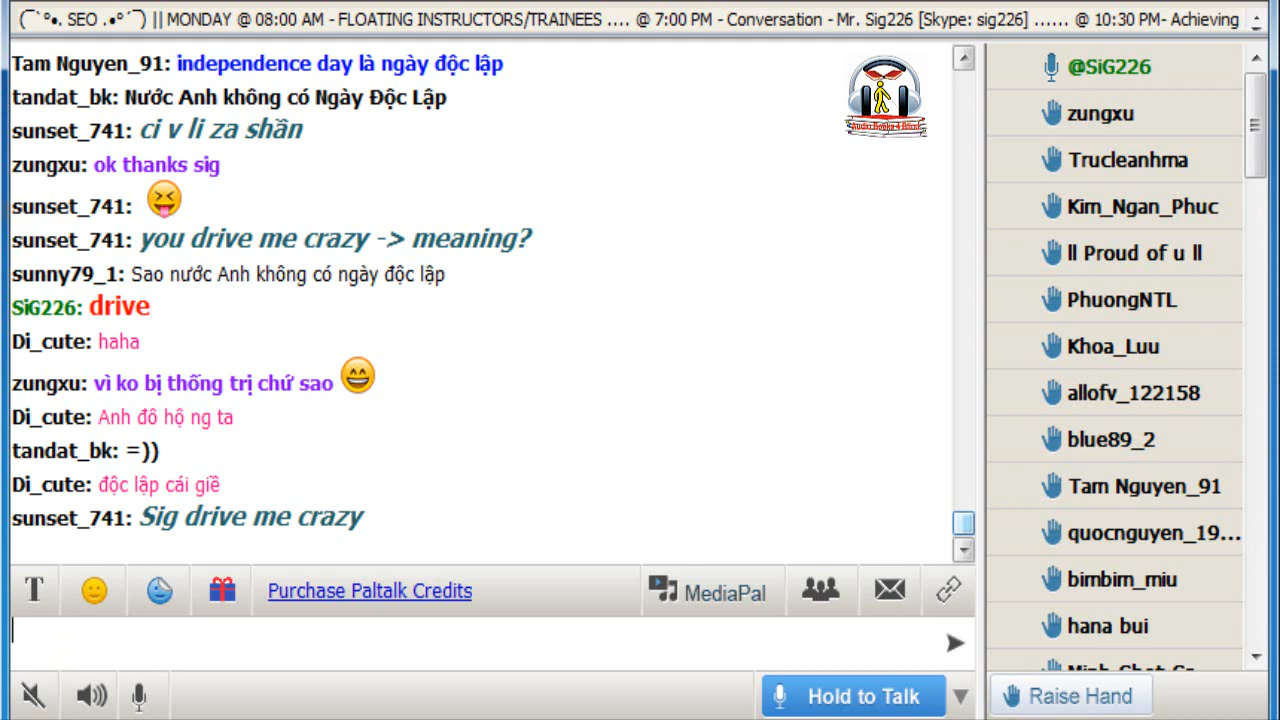 (¯`°•. SEO .•°´¯) || MONDAY @ 08:00 AM - FLOATING INSTRUCTORS/TRAINEES .... @ 7:00 PM - Conversation - Mr. Sig226 [Skype: sig226] ...... @ 10:30 PM- Achieving
Tam Nguyen_91: independence day là ngày độc lập
tandat_bk: Nước Anh không có Ngày Độc Lập
sunset_741: ci v li za shần
zungxu: ok thanks sig
sunset_741:
sunset_741: you drive me crazy -> meaning?
sunny79_1: Sao nước Anh không có ngày độc lập
SiG226: drive
Di_cute: haha
zungxu: vì ko bị thống trị chứ sao
Di_cute: Anh đô hộ ng ta
tandat_bk: =))
Di_cute: độc lập cái giề
sunset_741: Sig drive me crazy
Audio Books 4 Blind
Purchase Paltalk Credits
MediaPal
Hold to Talk
@SiG226
zungxu
Trucleanhma
Kim_Ngan_Phuc
ll Proud of u ll
PhuongNTL
Khoa_Luu
allofv_122158
blue89_2
Tam Nguyen_91
quocnguyen_19...
bimbim_miu
hana bui
Raise Hand